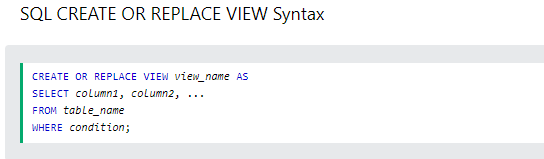 SQL CREATE OR REPLACE VIEW Syntax
CREATE OR REPLACE VIEW view_name AS
SELECT column1, column2, ...
FROM table_name
WHERE condition;